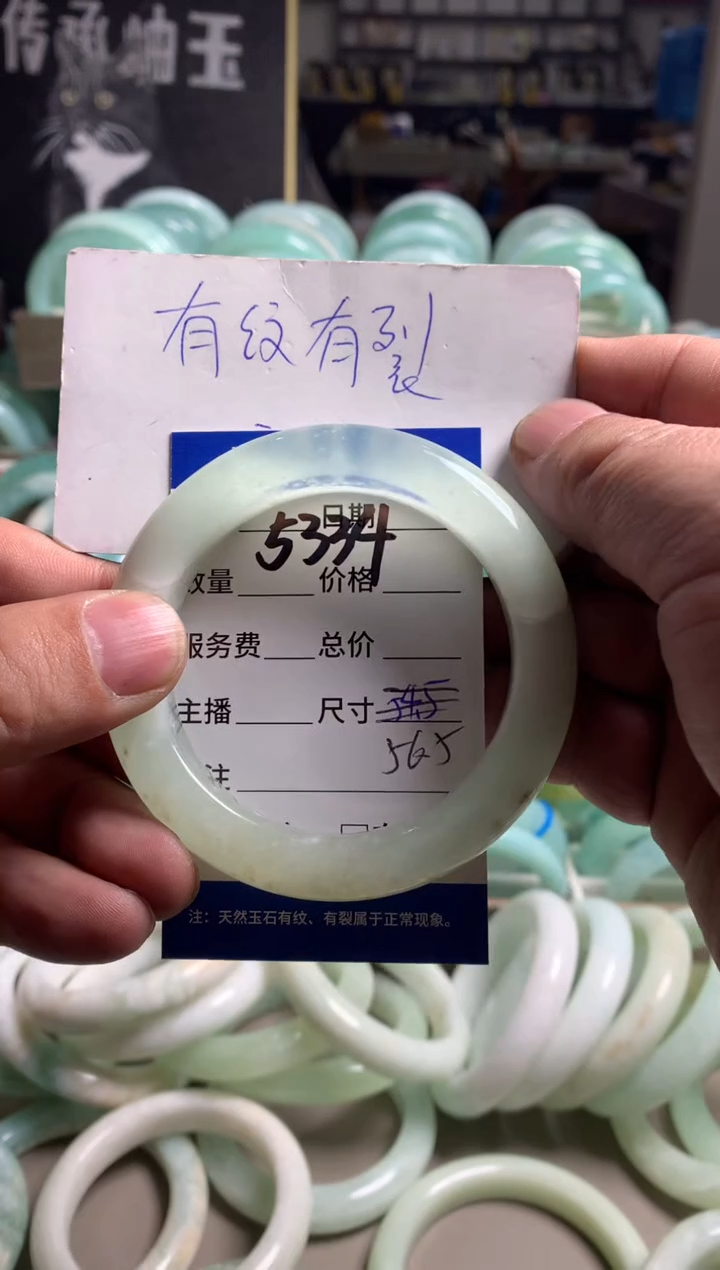 传承岫玉
有纹有裂
日期
5334
数量 价格
服务费 总价
主播 尺寸
565
注
注：天然玉石有纹、有裂属于正常现象。